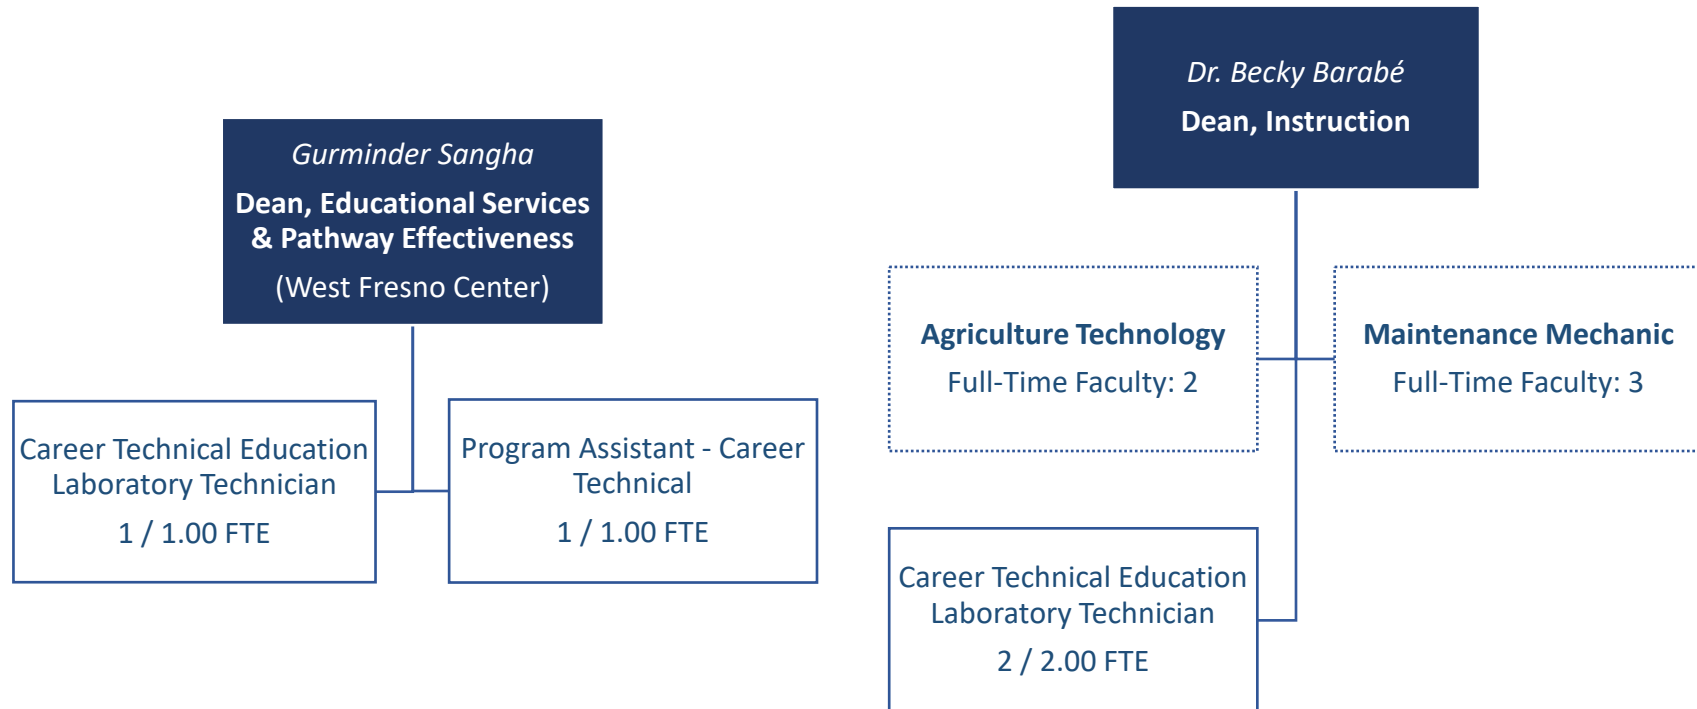 Gurminder Sangha
Dean, Educational Services
& Pathway Effectiveness
(West Fresno Center)
Career Technical Education
Laboratory Technician
1 / 1.00 FTE
Program Assistant - Career
Technical
1 / 1.00 FTE
Dr. Becky Barabé
Dean, Instruction
Agriculture Technology
Full-Time Faculty: 2
Maintenance Mechanic
Full-Time Faculty: 3
Career Technical Education
Laboratory Technician
2 / 2.00 FTE